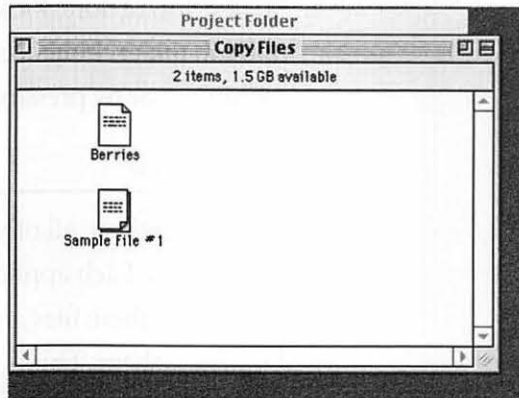 Project Folder
Copy Files
2 items, 1.5 GB available
Berries
Sample File #1